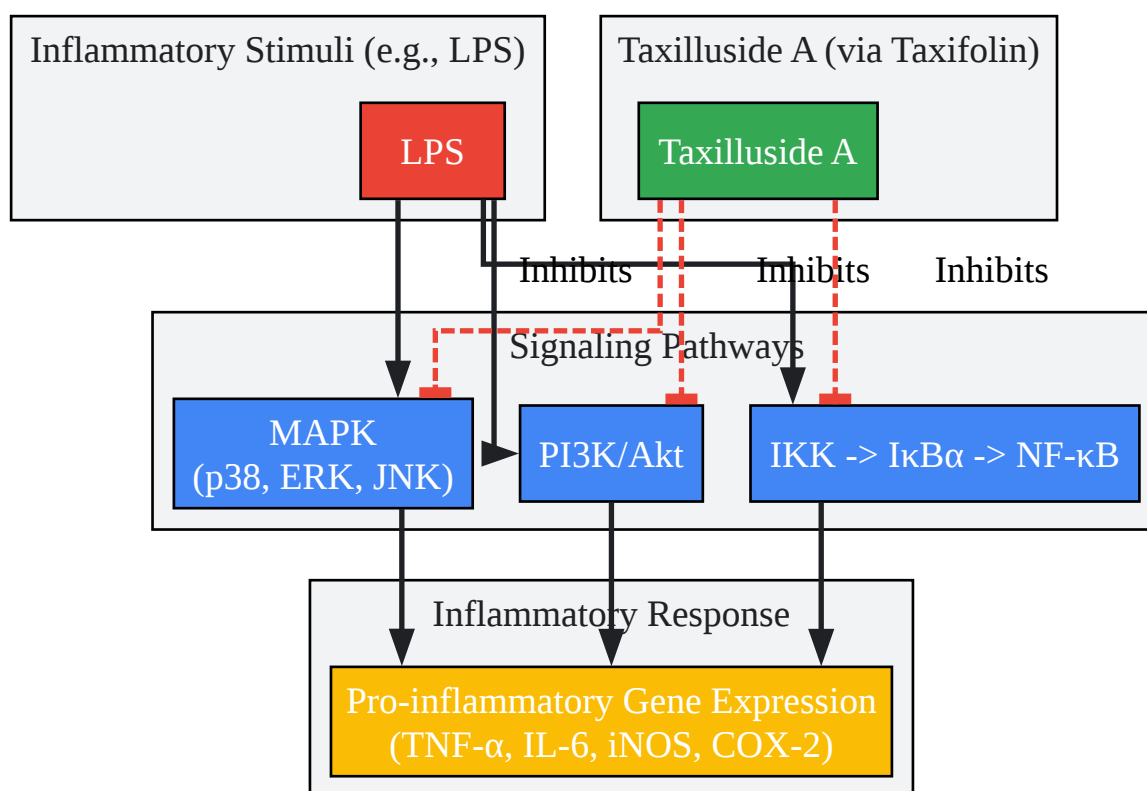 Inflammatory Stimuli (e.g., LPS)
Taxilluside A (via Taxifolin)
LPS
Taxilluside A
Inhibits
Inhibits
Inhibits
Signaling Pathways
MAPK
(p38, ERK, JNK)
PI3K/Akt
IKK -> IκBα -> NF-κB
Inflammatory Response
Pro-inflammatory Gene Expression
(TNF-α, IL-6, iNOS, COX-2)